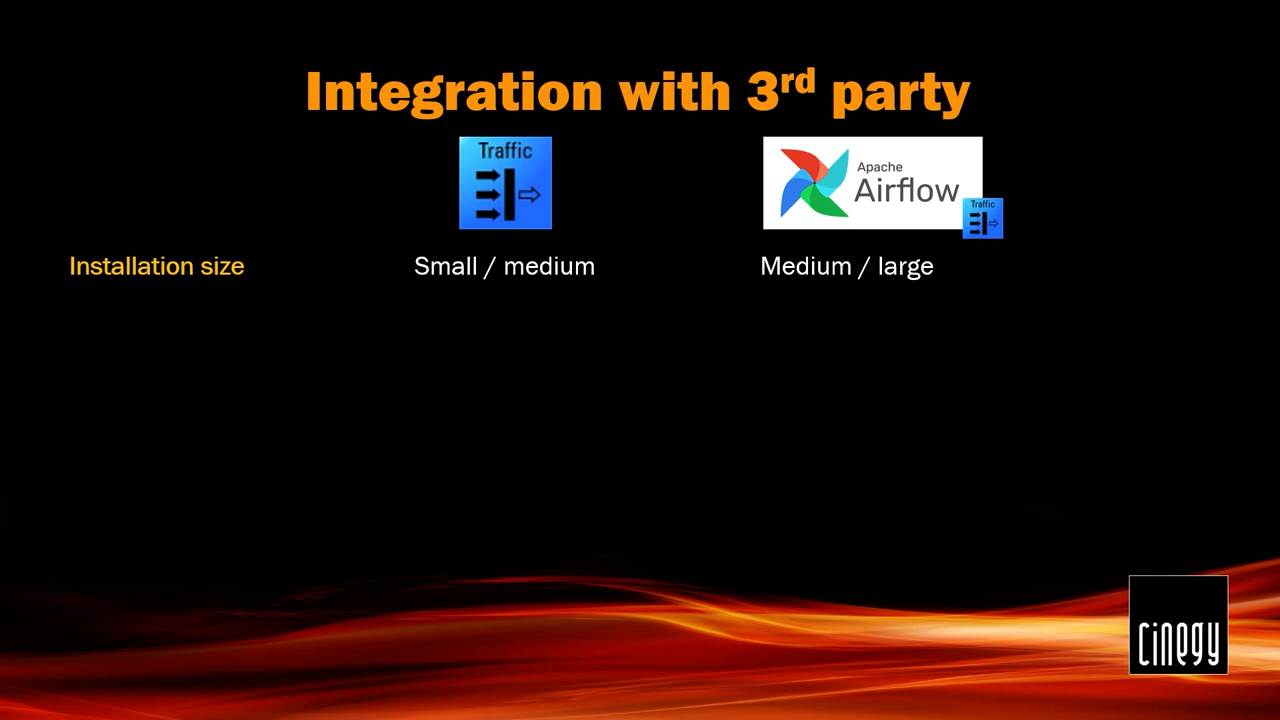 Integration with 3rd party
Traffic
Apache
Airflow
Traffic
Installation size
Small / medium
Medium / large
cinegy